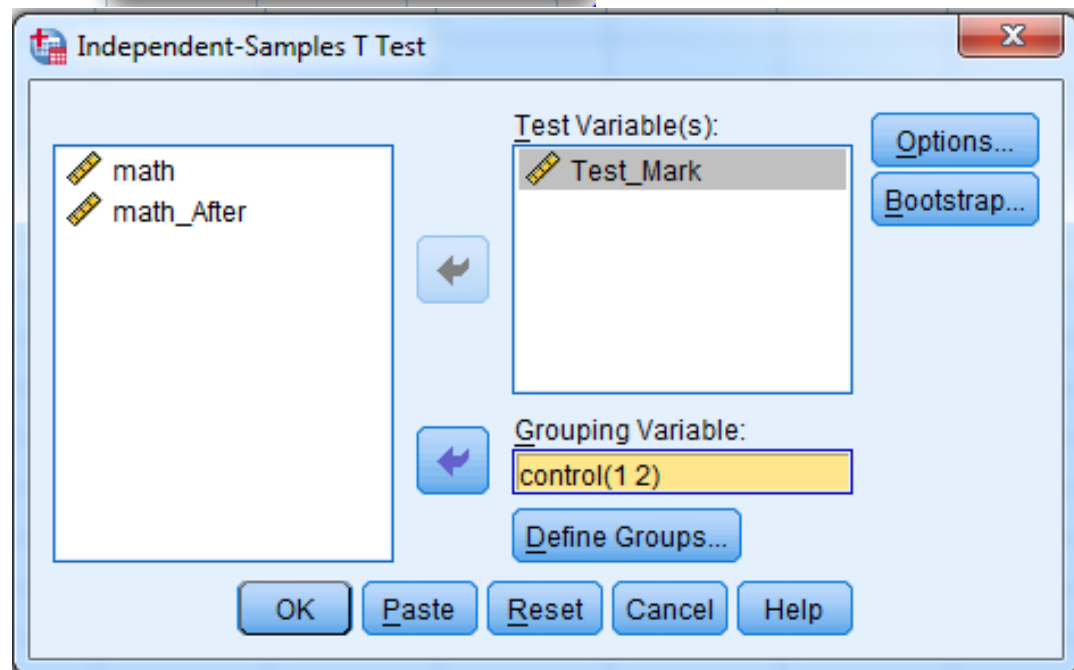 Independent-Samples T Test
math
math_After
Test Variable(s):
Test_Mark
Options...
Bootstrap...
Grouping Variable:
control(1 2)
Define Groups...
OK Paste Reset Cancel Help